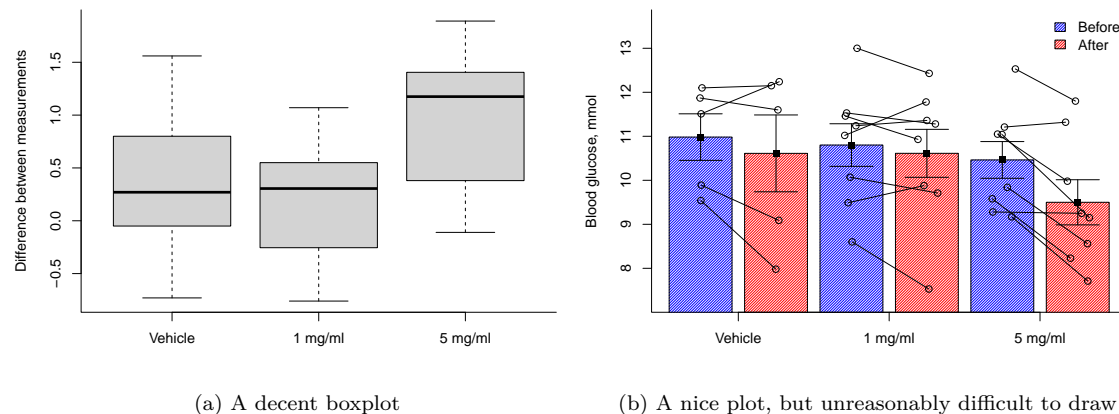 Difference between measurements
1.5
1.0
0.5
0.0
−0.5
Vehicle
1 mg/ml
5 mg/ml
(a) A decent boxplot
Blood glucose, mmol
13
12
11
10
9
8
Before
After
Vehicle
1 mg/ml
5 mg/ml
(b) A nice plot, but unreasonably difficult to draw